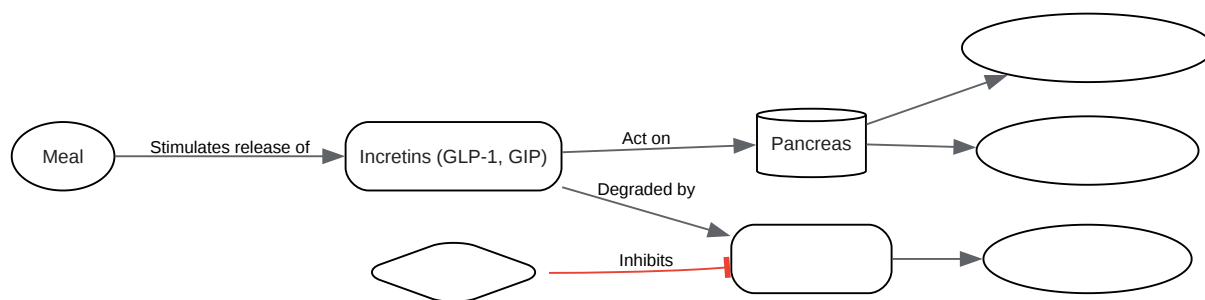 Meal
Stimulates release of
Incretins (GLP-1, GIP)
Act on
Pancreas
Degraded by
Inhibits